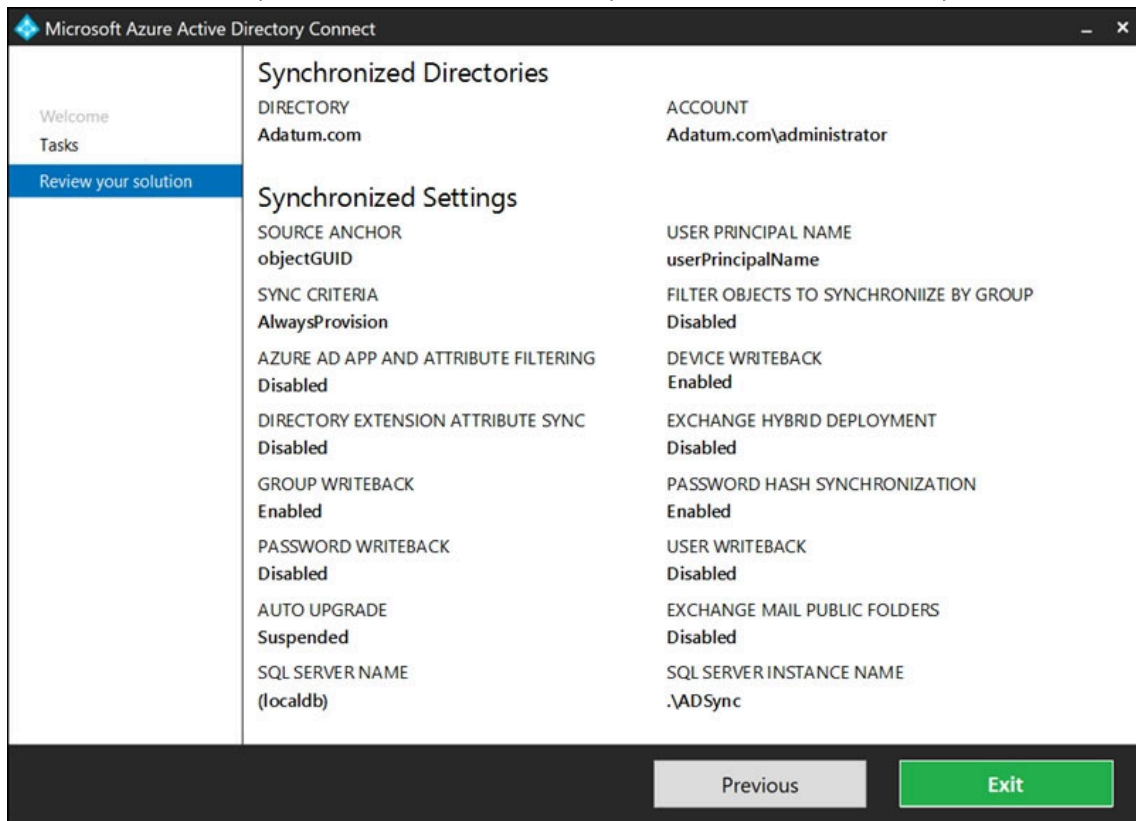 Microsoft Azure Active Directory Connect
Welcome
Tasks
Review your solution
Synchronized Directories
DIRECTORY ACCOUNT
Adatum.com Adatum.com\administrator
Synchronized Settings
SOURCE ANCHOR USER PRINCIPAL NAME
objectGUID userPrincipalName
SYNC CRITERIA FILTER OBJECTS TO SYNCHRONIIZE BY GROUP
AlwaysProvision Disabled
AZURE AD APP AND ATTRIBUTE FILTERING DEVICE WRITEBACK
Disabled Enabled
DIRECTORY EXTENSION ATTRIBUTE SYNC EXCHANGE HYBRID DEPLOYMENT
Disabled Disabled
GROUP WRITEBACK PASSWORD HASH SYNCHRONIZATION
Enabled Enabled
PASSWORD WRITEBACK USER WRITEBACK
Disabled Disabled
AUTO UPGRADE EXCHANGE MAIL PUBLIC FOLDERS
Suspended Disabled
SQL SERVER NAME SQL SERVER INSTANCE NAME
(localdb) .\ADSync
Previous Exit